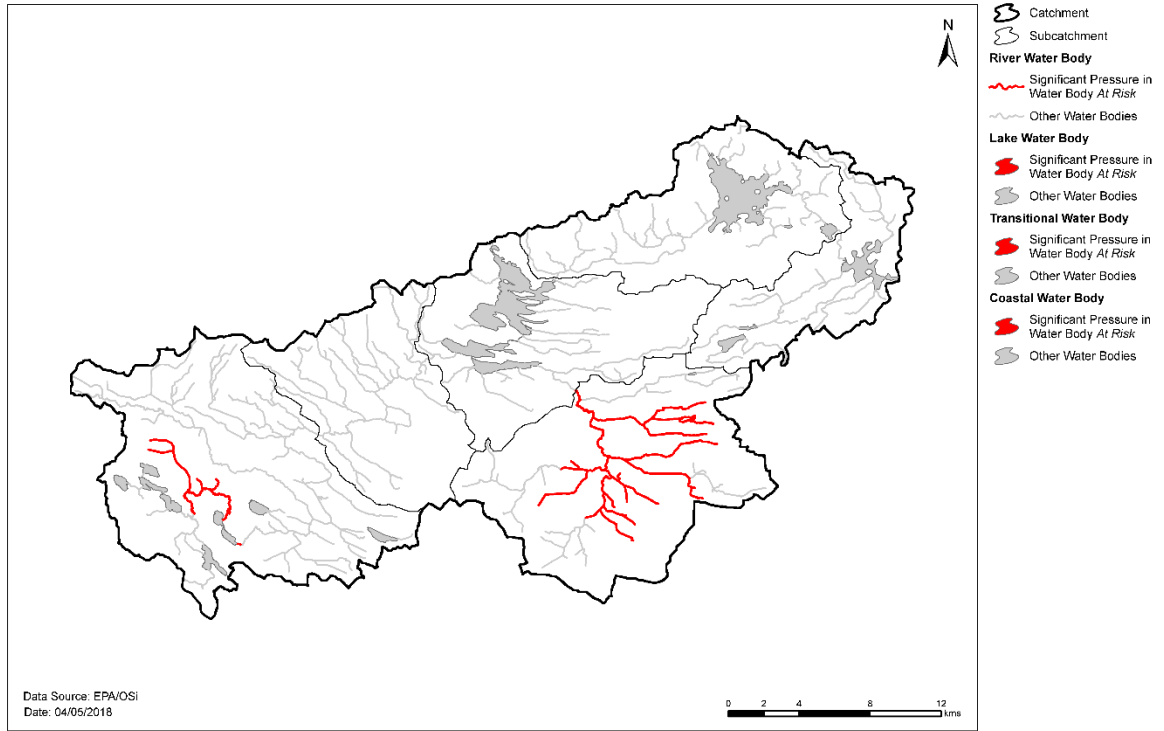 N
Catchment
Subcatchment
River Water Body
Significant Pressure in
Water Body At Risk
Other Water Bodies
Lake Water Body
Significant Pressure in
Water Body At Risk
Other Water Bodies
Transitional Water Body
Significant Pressure in
Water Body At Risk
Other Water Bodies
Coastal Water Body
Significant Pressure in
Water Body At Risk
Other Water Bodies
Data Source: EPA/OSi
Date: 04/05/2018
0 2 4 8 12
kms